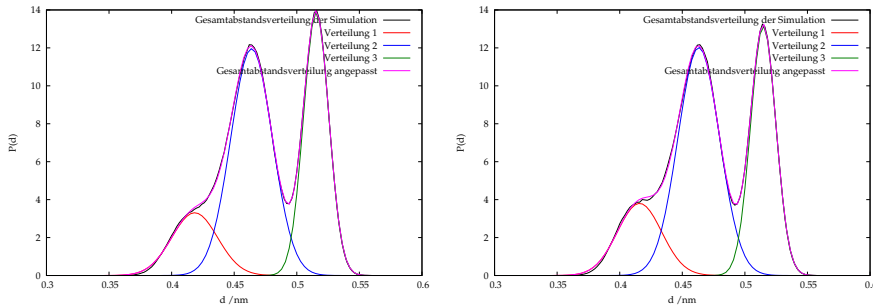 Gesamtabstandsverteilung der Simulation
Verteilung 1
Verteilung 2
Verteilung 3
Gesamtabstandsverteilung angepasst
14
12
10
8
6
4
2
0
P(d)
0.3
0.35
0.4
0.45
0.5
0.55
0.6
d /nm
Gesamtabstandsverteilung der Simulation
Verteilung 1
Verteilung 2
Verteilung 3
Gesamtabstandsverteilung angepasst
14
12
10
8
6
4
2
0
P(d)
0.3
0.35
0.4
0.45
0.5
0.55
0.6
d /nm